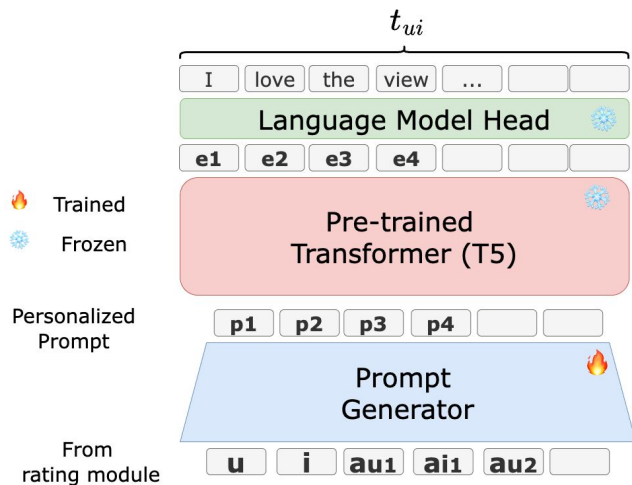 t_ui
I love the view ...
Language Model Head
e1 e2 e3 e4
Trained
Frozen
Pre-trained
Transformer (T5)
Personalized
Prompt
p1 p2 p3 p4
Prompt
Generator
From
rating module
u i au1 ai1 au2